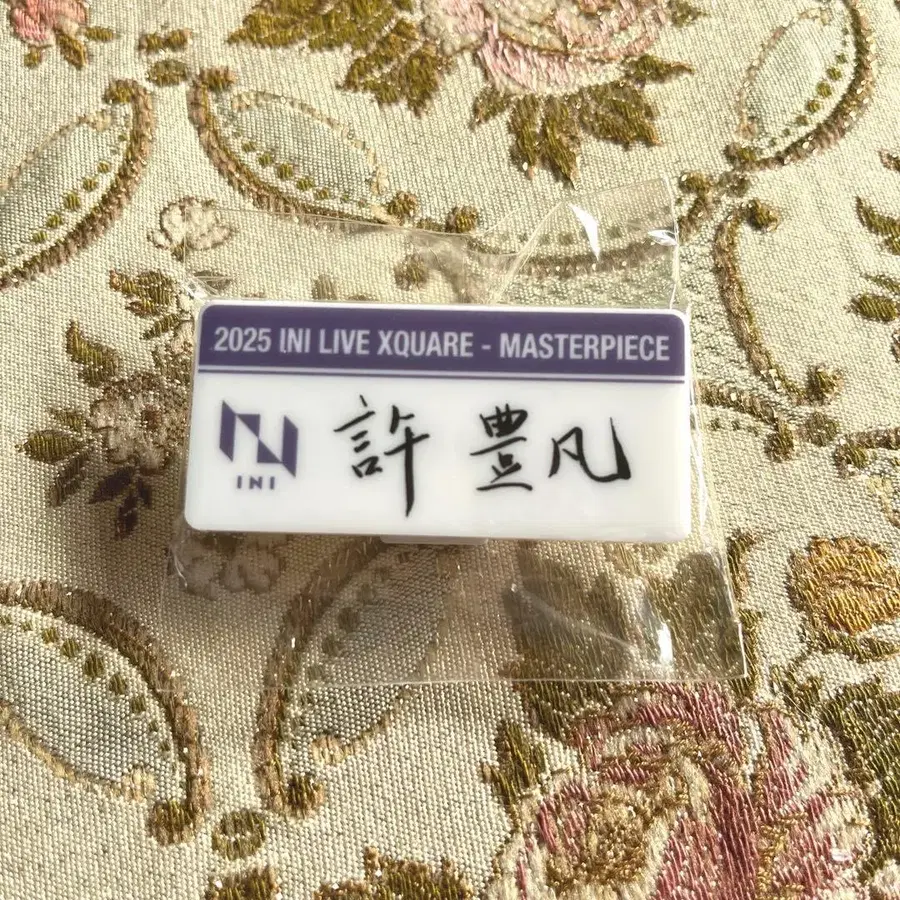 2025 INI LIVE XQUARE - MASTERPIECE
許 豊凡
INI